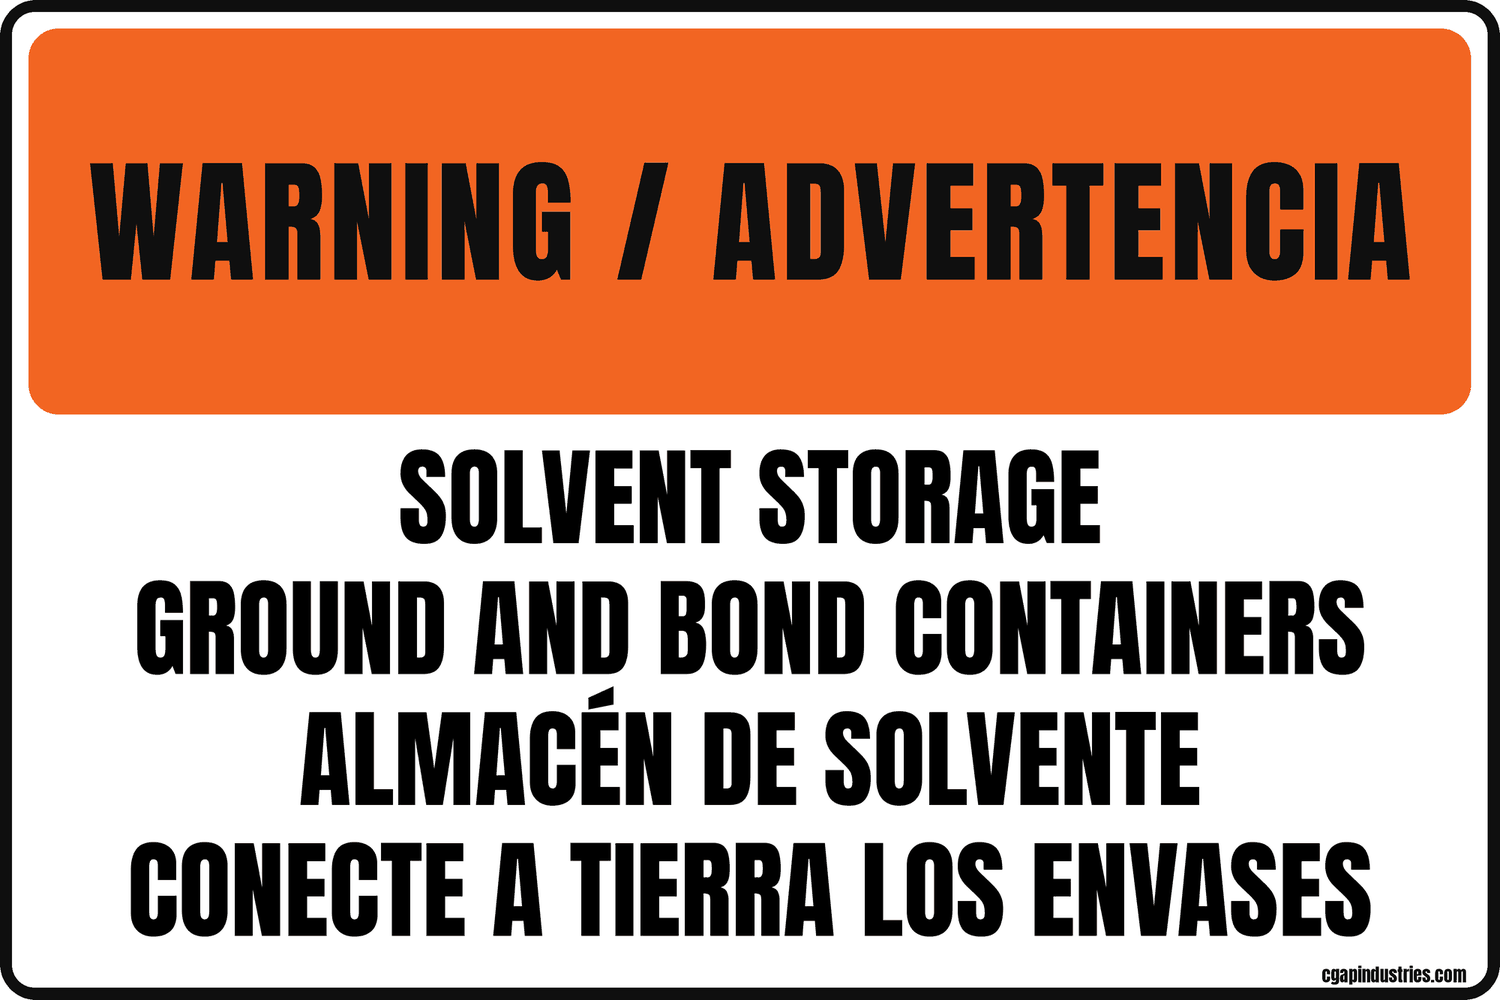 WARNING / ADVERTENCIA
SOLVENT STORAGE
GROUND AND BOND CONTAINERS
ALMACÉN DE SOLVENTE
CONECTE A TIERRA LOS ENVASES
cgapindustries.com